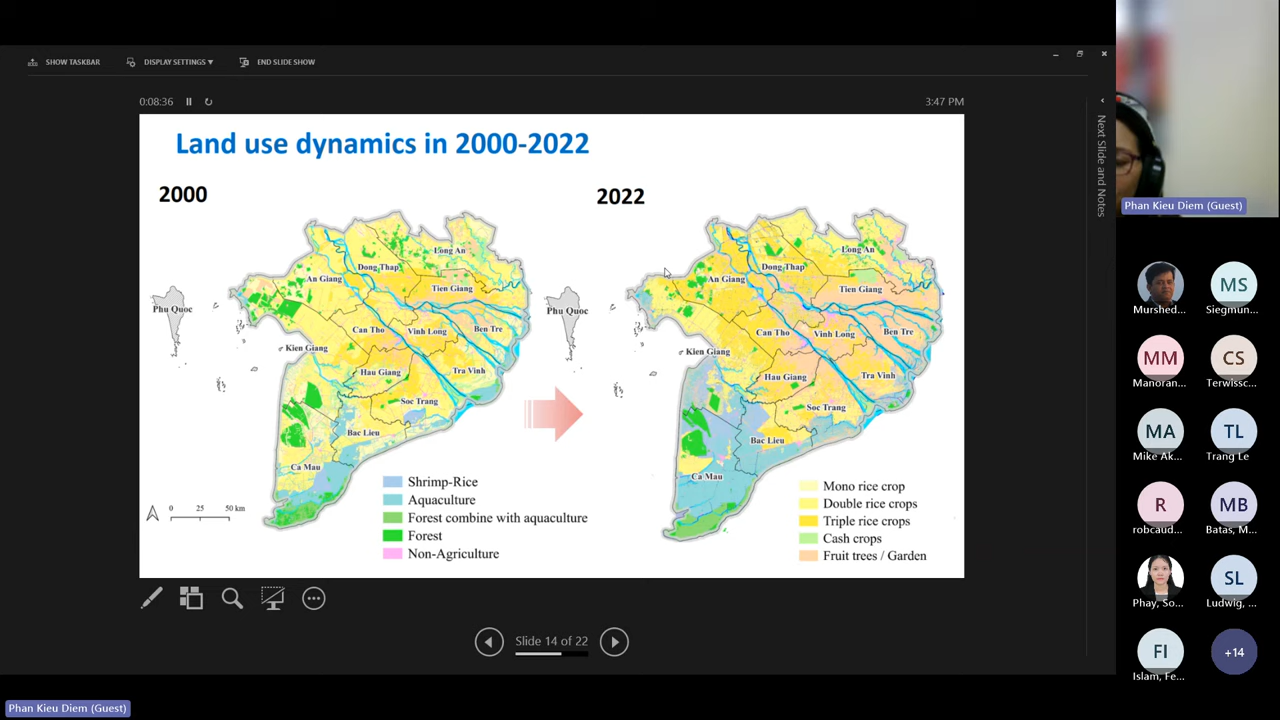 SHOW TASKBAR
DISPLAY SETTINGS ▾
END SLIDE SHOW
0:08:36
3:47 PM
Next Slide and Notes
Land use dynamics in 2000-2022
2000
Phu Quoc
Long An
Dong Thap
An Giang
Tien Giang
Can Tho
Vinh Long
Ben Tre
Kien Giang
Hau Giang
Tra Vinh
Soc Trang
Bac Lieu
Ca Mau
0 25 50 km
Shrimp-Rice
Aquaculture
Forest combine with aquaculture
Forest
Non-Agriculture
2022
Phu Quoc
Long An
Dong Thap
An Giang
Tien Giang
Can Tho
Vinh Long
Ben Tre
Kien Giang
Hau Giang
Tra Vinh
Soc Trang
Bac Lieu
Ca Mau
Mono rice crop
Double rice crops
Triple rice crops
Cash crops
Fruit trees / Garden
Slide 14 of 22
Phan Kieu Diem (Guest)
Phan Kieu Diem (Guest)
Murshed...
MS
Siegmun...
MM
Manoran...
CS
Terwissc...
MA
Mike Ak...
TL
Trang Le
R
robcaud...
MB
Batas, M...
Phay, So...
SL
Ludwig, ...
FI
Islam, Fe...
+14